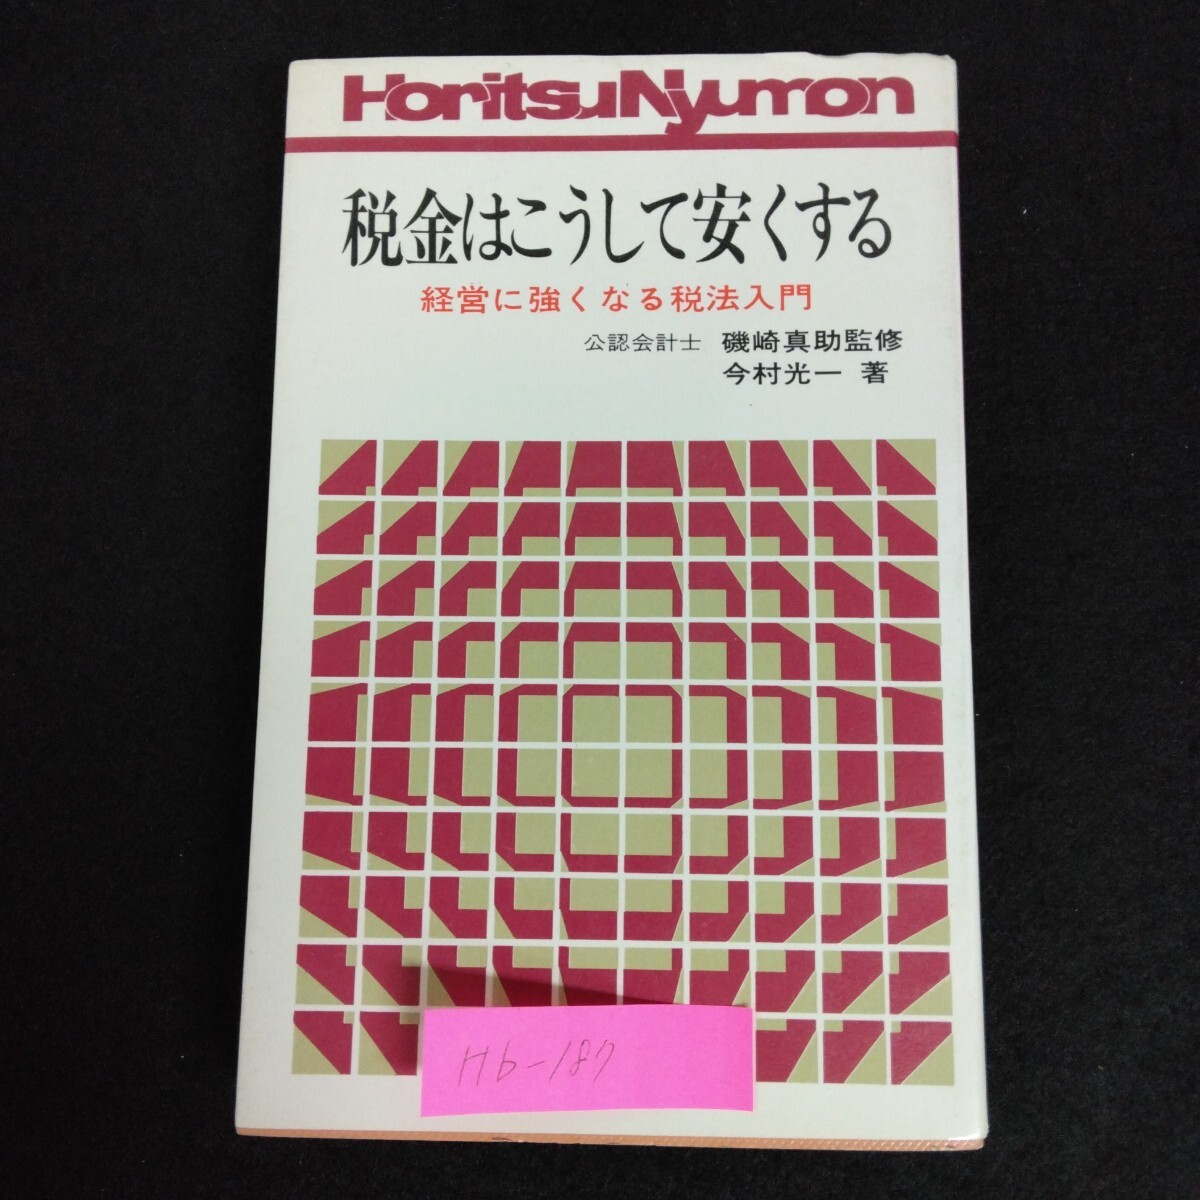 HoritsuNyumon
税金はこうして安くする
経営に強くなる税法入門
公認会計士 磯崎真助監修
今村光一 著
Hb-187